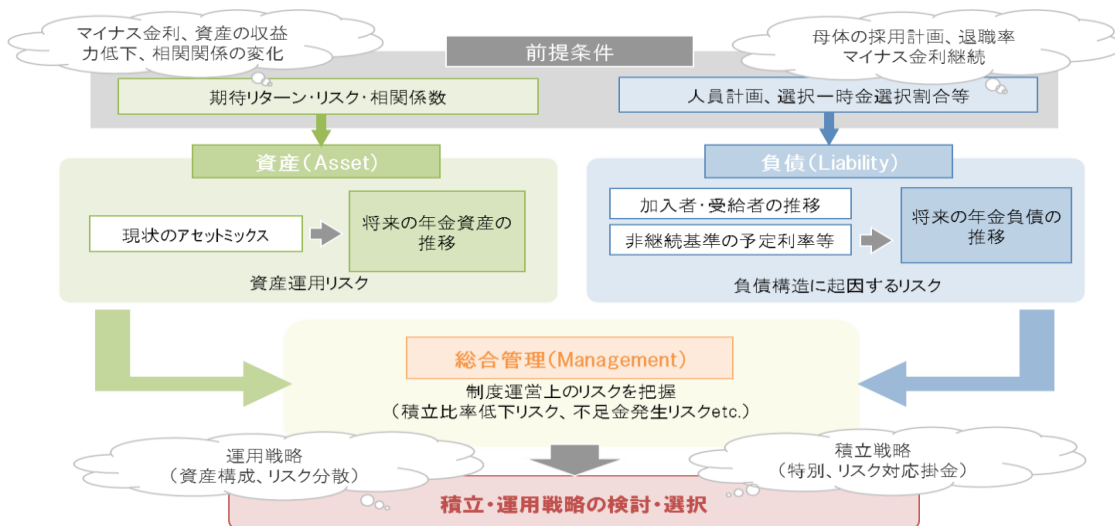 マイナス金利、資産の収益
力低下、相関関係の変化
前提条件
母体の採用計画、退職率
マイナス金利継続
期待リターン・リスク・相関係数
人員計画、選択一時金選択割合等
資産(Asset)
負債(Liability)
現状のアセットミックス
将来の年金資産の
推移
資産運用リスク
加入者・受給者の推移
非継続基準の予定利率等
将来の年金負債の
推移
負債構造に起因するリスク
総合管理(Management)
制度運営上のリスクを把握
(積立比率低下リスク、不足金発生リスクetc.)
運用戦略
(資産構成、リスク分散)
積立戦略
(特別、リスク対応掛金)
積立・運用戦略の検討・選択